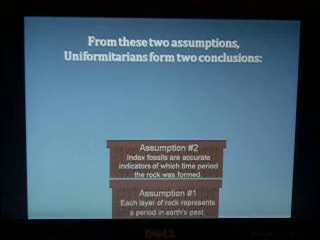 From these two assumptions,
Uniformitarians form two conclusions:
Assumption #2
Index fossils are accurate
indicators of which time period
the rock was formed.
Assumption #1
Each layer of rock represents
a period in earth's past.
DELL